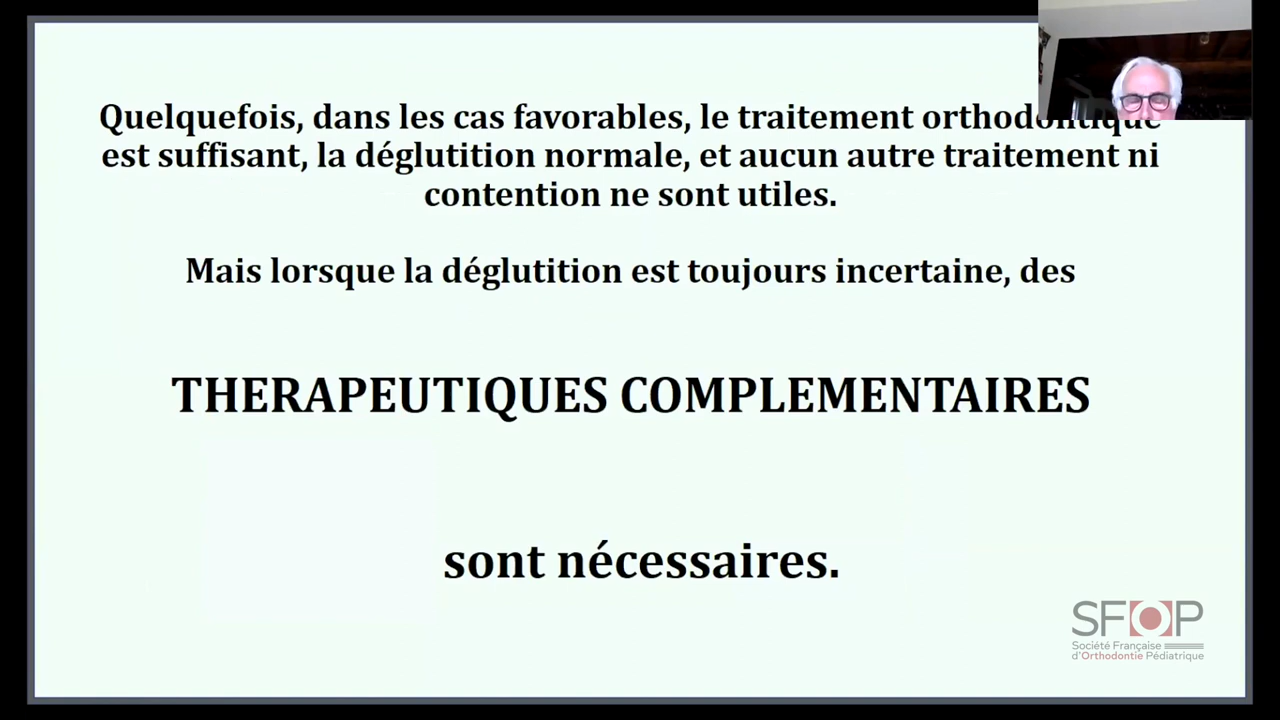 Quelquefois, dans les cas favorables, le traitement orthodontique
est suffisant, la déglutition normale, et aucun autre traitement ni
contention ne sont utiles.
Mais lorsque la déglutition est toujours incertaine, des
THERAPEUTIQUES COMPLEMENTAIRES
sont nécessaires.
SFOP
Société Française
d'Orthodontie Pédiatrique